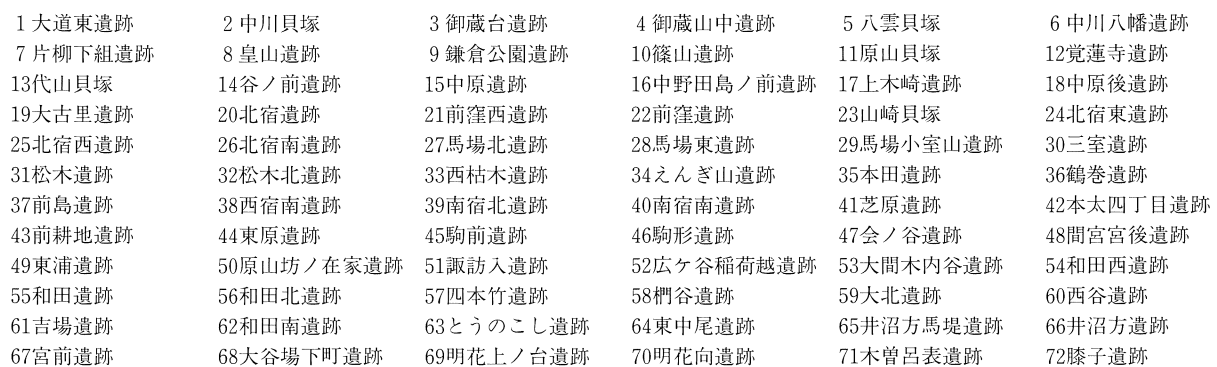 1 大道東遺跡 2 中川貝塚 3 御蔵台遺跡 4 御蔵山中遺跡 5 八雲貝塚 6 中川八幡遺跡
7 片柳下組遺跡 8 皇山遺跡 9 鎌倉公園遺跡 10篠山遺跡 11原山貝塚 12覚蓮寺遺跡
13代山貝塚 14谷ノ前遺跡 15中原遺跡 16中野田島ノ前遺跡 17上木崎遺跡 18中原後遺跡
19大古里遺跡 20北宿遺跡 21前窪西遺跡 22前窪遺跡 23山崎貝塚 24北宿東遺跡
25北宿西遺跡 26北宿南遺跡 27馬場北遺跡 28馬場東遺跡 29馬場小室山遺跡 30三室遺跡
31松木遺跡 32松木北遺跡 33西枯木遺跡 34えんぎ山遺跡 35本田遺跡 36鶴巻遺跡
37前島遺跡 38西宿南遺跡 39南宿北遺跡 40南宿南遺跡 41芝原遺跡 42本太四丁目遺跡
43前耕地遺跡 44東原遺跡 45駒前遺跡 46駒形遺跡 47会ノ谷遺跡 48間宮宮後遺跡
49東浦遺跡 50原山坊ノ在家遺跡 51諏訪入遺跡 52広ケ谷稲荷越遺跡 53大間木内谷遺跡 54和田西遺跡
55和田遺跡 56和田北遺跡 57四本竹遺跡 58椚谷遺跡 59大北遺跡 60西谷遺跡
61吉場遺跡 62和田南遺跡 63とうのこし遺跡 64東中尾遺跡 65井沼方馬堤遺跡 66井沼方遺跡
67宮前遺跡 68大谷場下町遺跡 69明花上ノ台遺跡 70明花向遺跡 71木曽呂表遺跡 72膝子遺跡